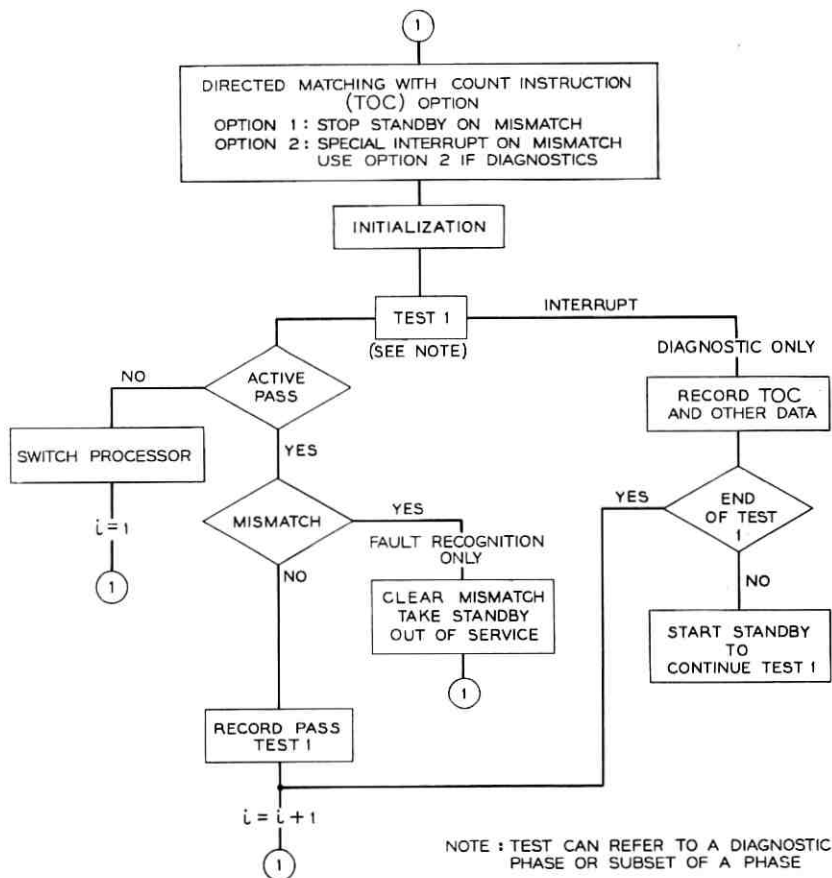 1
DIRECTED MATCHING WITH COUNT INSTRUCTION
(TOC) OPTION
OPTION 1 : STOP STANDBY ON MISMATCH
OPTION 2 : SPECIAL INTERRUPT ON MISMATCH
USE OPTION 2 IF DIAGNOSTICS
INITIALIZATION
TEST 1
(SEE NOTE)
INTERRUPT
DIAGNOSTIC ONLY
NO
ACTIVE
PASS
RECORD TOC
AND OTHER DATA
SWITCH PROCESSOR
YES
i = 1
1
MISMATCH
YES
FAULT RECOGNITION
ONLY
YES
END
OF TEST
1
NO
CLEAR MISMATCH
TAKE STANDBY
OUT OF SERVICE
1
NO
START STANDBY
TO
CONTINUE TEST 1
RECORD PASS
TEST 1
i = i + 1
1
NOTE : TEST CAN REFER TO A DIAGNOSTIC
PHASE OR SUBSET OF A PHASE